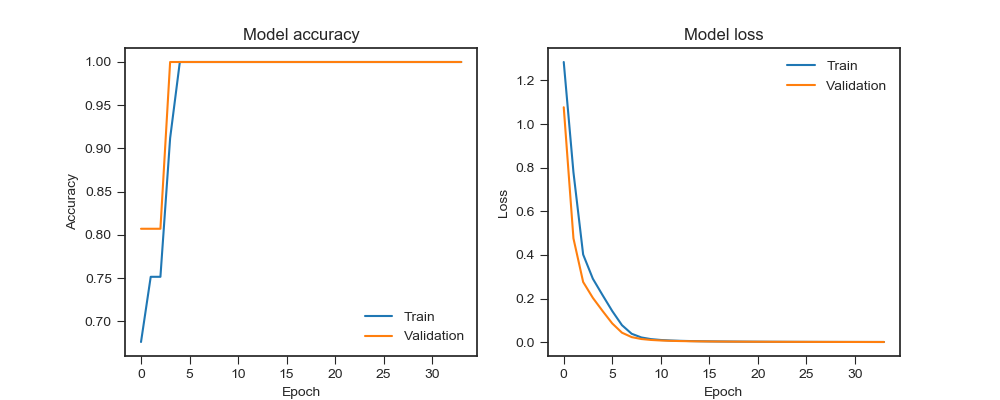 Model accuracy
Accuracy
1.00
0.95
0.90
0.85
0.80
0.75
0.70
Train
Validation
0 5 10 15 20 25 30
Epoch
Model loss
Loss
1.2
1.0
0.8
0.6
0.4
0.2
0.0
Train
Validation
0 5 10 15 20 25 30
Epoch